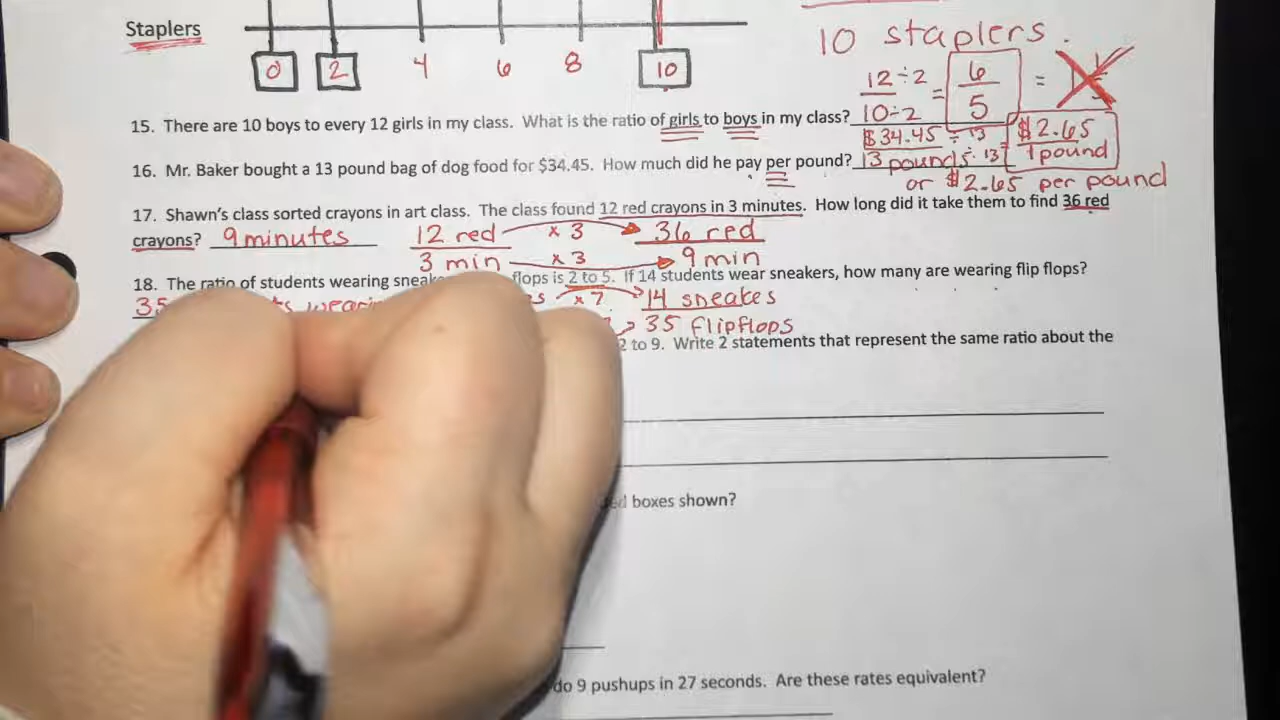 Staplers
0 2 4 6 8 10
10 staplers.
12 ÷2 = 6 =
10 ÷2 5
15. There are 10 boys to every 12 girls in my class. What is the ratio of girls to boys in my class?
$34.45 ÷ 13 = $2.65
13 pounds ÷ 13 1 pound
16. Mr. Baker bought a 13 pound bag of dog food for $34.45. How much did he pay per pound?
or $2.65 per pound
17. Shawn's class sorted crayons in art class. The class found 12 red crayons in 3 minutes. How long did it take them to find 36 red
crayons? 9 minutes 12 red x 3 36 red
3 min x 3 9 min
18. The ratio of students wearing flops is 2 to 5. If 14 students wear sneakers, how many are wearing flip flops?
35 x 7 14 sneakes
35 flipflops
2 to 9. Write 2 statements that represent the same ratio about the
boxes shown?
do 9 pushups in 27 seconds. Are these rates equivalent?